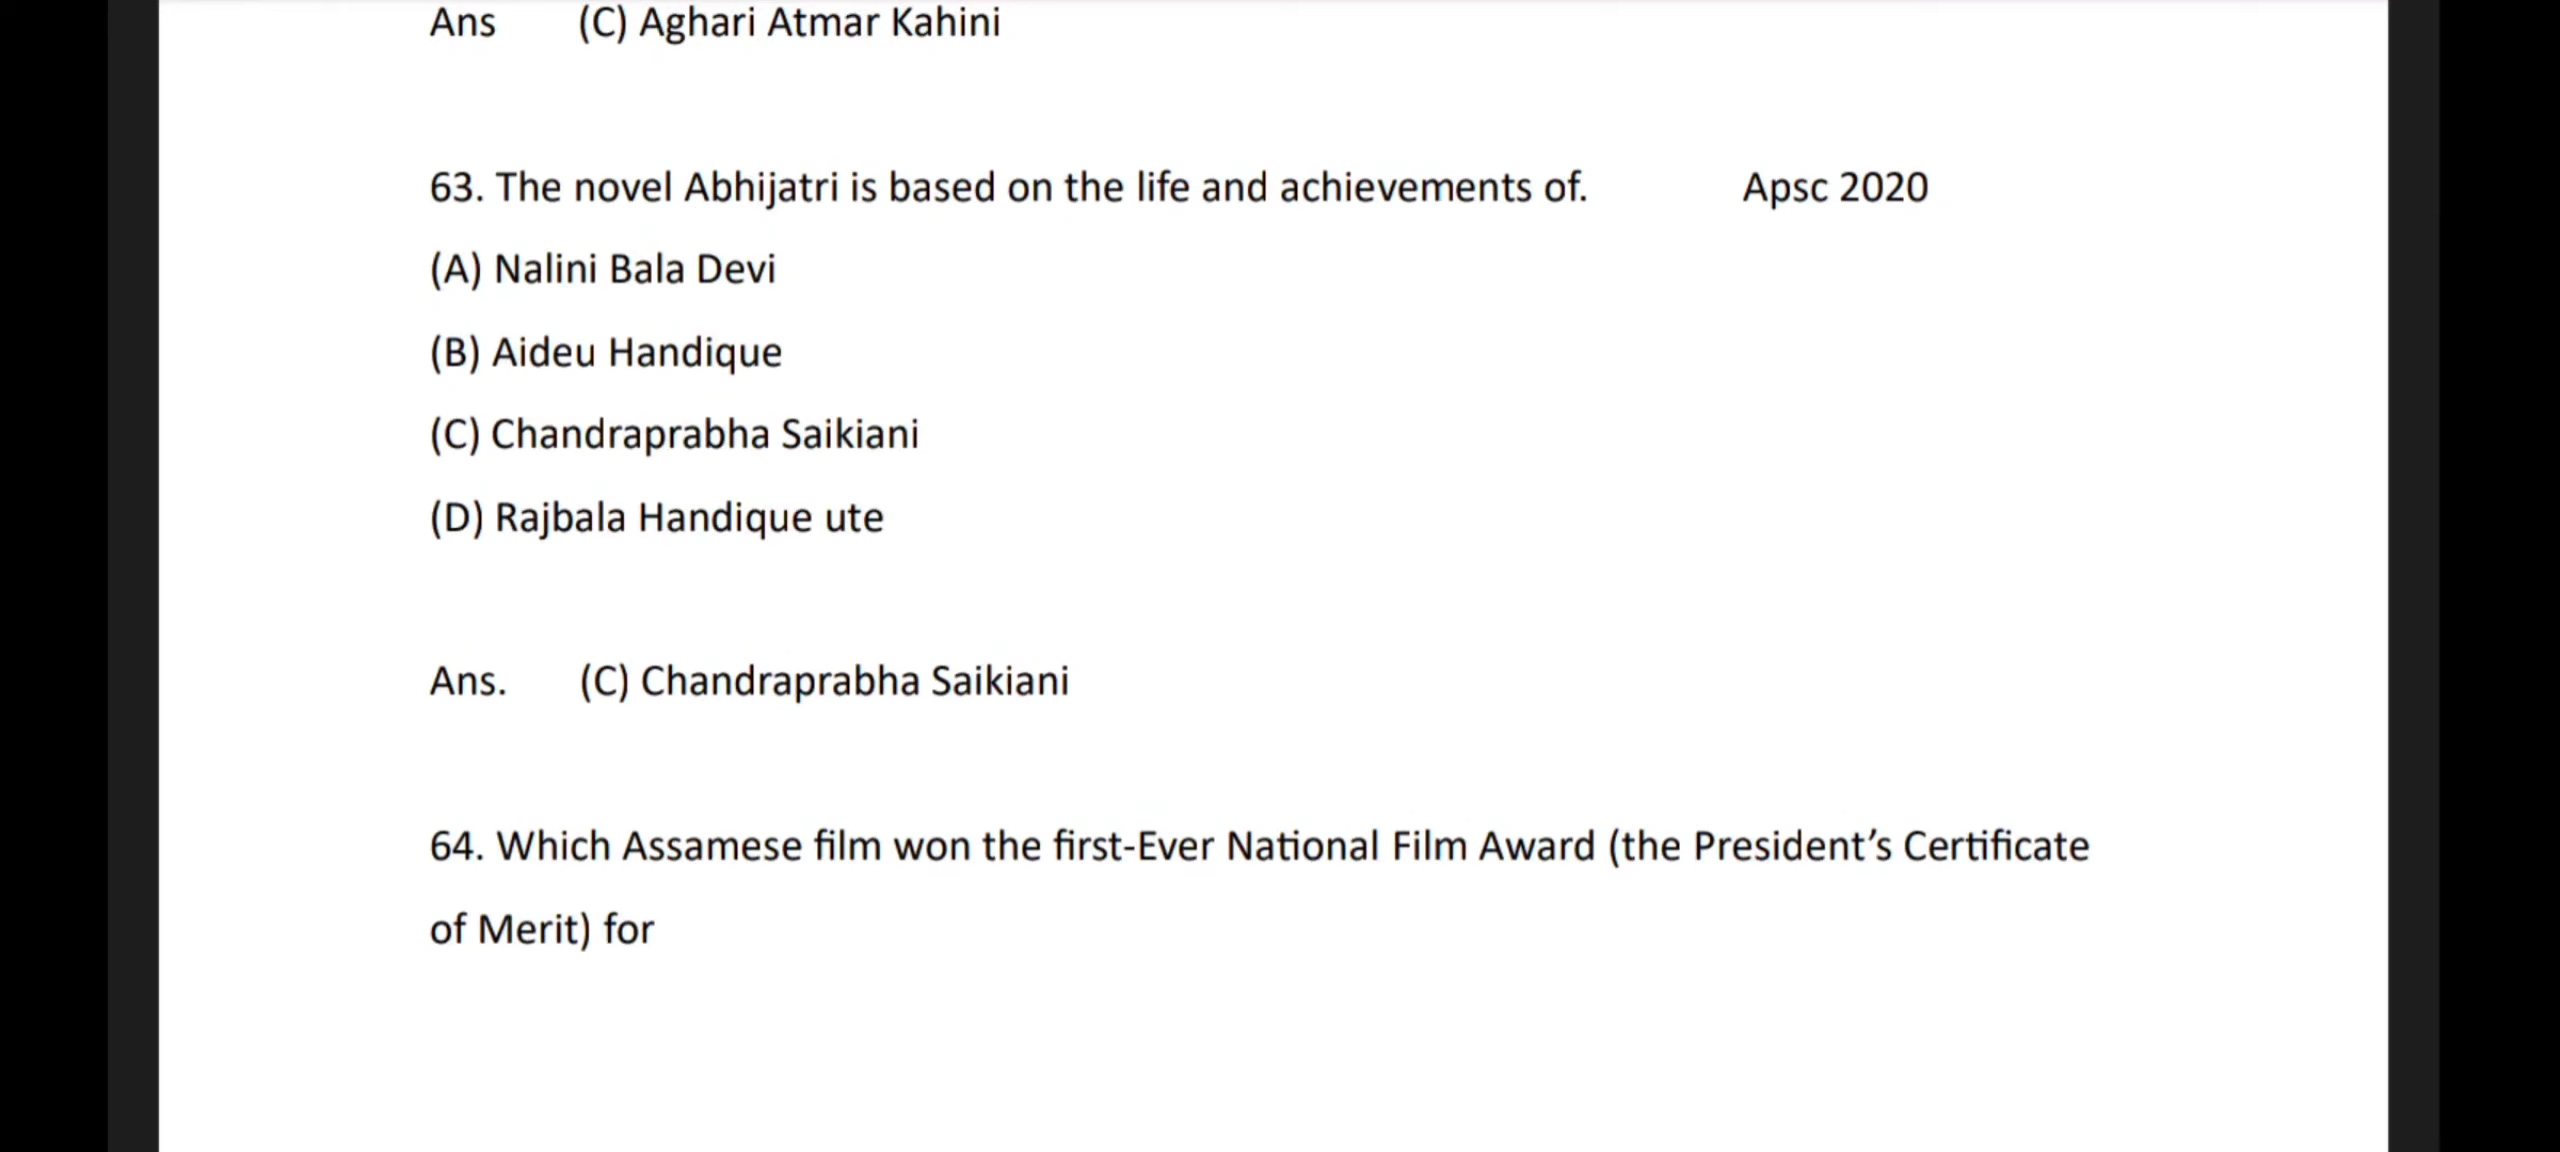 Ans (C) Aghari Atmar Kahini
63. The novel Abhijatri is based on the life and achievements of. Apsc 2020
(A) Nalini Bala Devi
(B) Aideu Handique
(C) Chandraprabha Saikiani
(D) Rajbala Handique ute
Ans. (C) Chandraprabha Saikiani
64. Which Assamese film won the first-Ever National Film Award (the President’s Certificate
of Merit) for